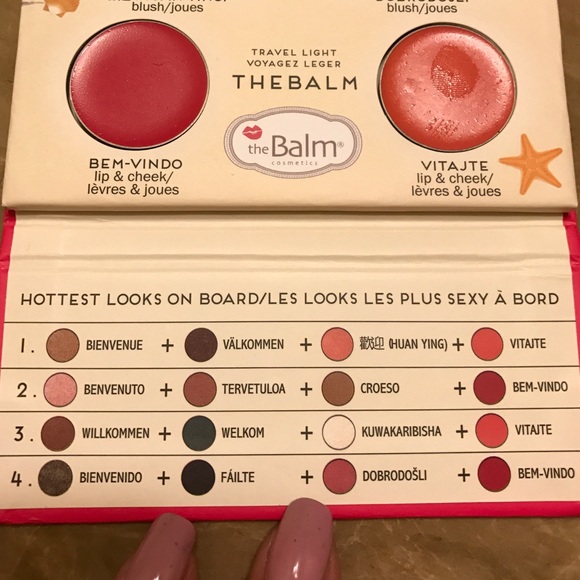 blush/joues
blush/joues
TRAVEL LIGHT
VOYAGEZ LEGER
THEBALM
theBalm®
cosmetics
BEM-VINDO
lip & cheek/
lèvres & joues
VITAJTE
lip & cheek/
lèvres & joues
HOTTEST LOOKS ON BOARD/LES LOOKS LES PLUS SEXY À BORD
1. BIENVENUE + VÄLKOMMEN + 歡迎 (HUAN YING) + VITAJTE
2. BENVENUTO + TERVETULOA + CROESO + BEM-VINDO
3. WILLKOMMEN + WELKOM + KUWAKARIBISHA + VITAJTE
4. BIENVENIDO + FÁILTE + DOBRODOŠLI + BEM-VINDO